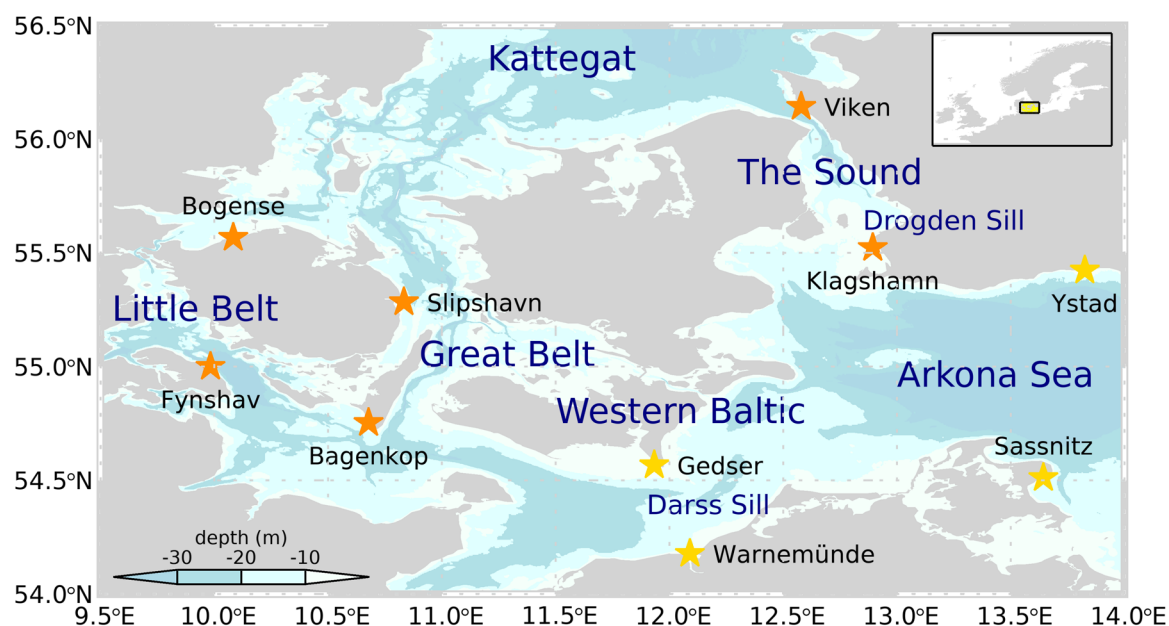 56.5°N
Kattegat
Viken
56.0°N
The Sound
Bogense
Drogden Sill
55.5°N
Klagshamn
Little Belt
Slipshavn
Ystad
Great Belt
55.0°N
Arkona Sea
Fynshav
Western Baltic
Bagenkop
Sassnitz
Gedser
54.5°N
Darss Sill
depth (m)
-30 -20 -10
Warnemünde
54.0°N
9.5°E 10.0°E 10.5°E 11.0°E 11.5°E 12.0°E 12.5°E 13.0°E 13.5°E 14.0°E